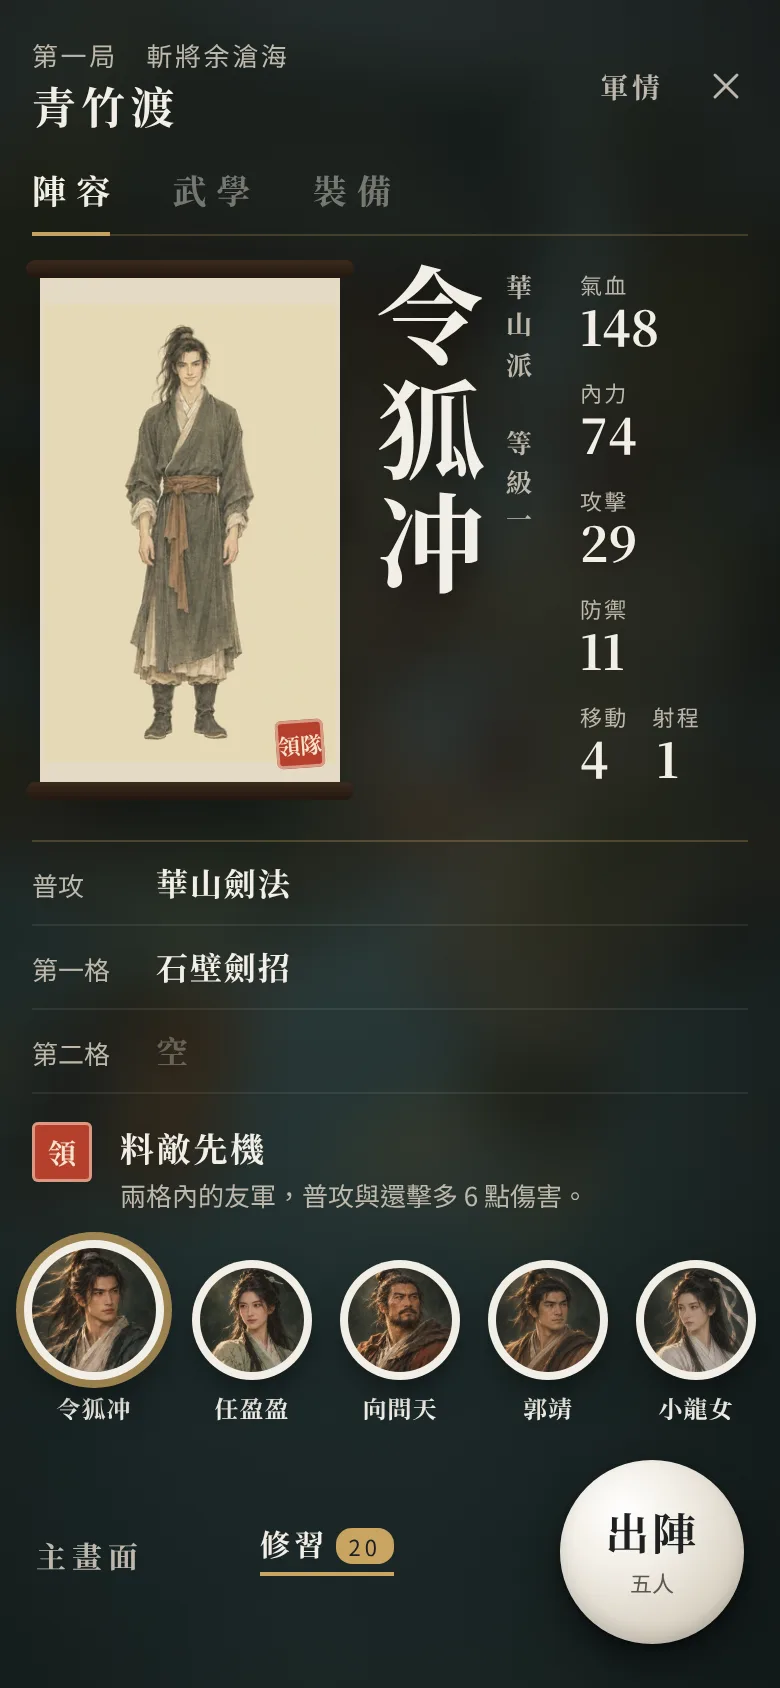 第一局 斬將余滄海
青竹渡
軍情
陣容 武學 裝備
令狐冲
華山派 等級一
氣血
148
內力
74
攻擊
29
防禦
11
移動 射程
4 1
領隊
普攻 華山劍法
第一格 石壁劍招
第二格 空
領 料敵先機
兩格內的友軍，普攻與還擊多 6 點傷害。
令狐冲 任盈盈 向問天 郭靖 小龍女
主畫面
修習 20
出陣
五人